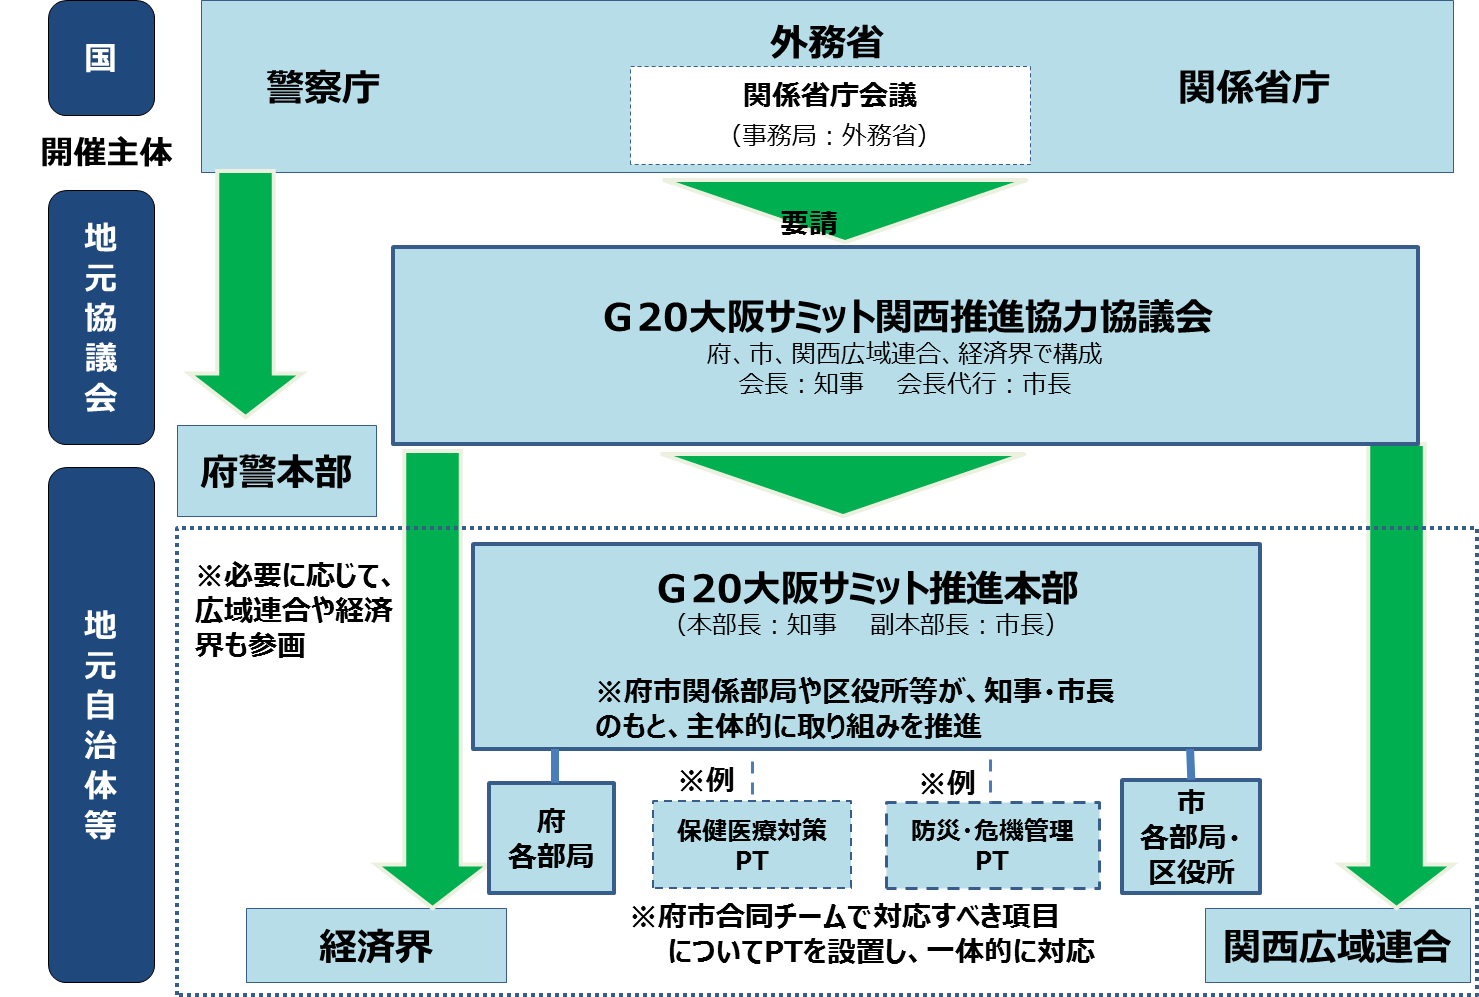 国
開催主体
外務省
警察庁
関係省庁会議
（事務局：外務省）
関係省庁
要請
地元協議会
G20大阪サミット関西推進協力協議会
府、市、関西広域連合、経済界で構成
会長：知事　会長代行：市長
府警本部
地元自治体等
※必要に応じて、
広域連合や経済
界も参画
G20大阪サミット推進本部
（本部長：知事　副本部長：市長）
※府市関係部局や区役所等が、知事・市長
のもと、主体的に取り組みを推進
府
各部局
※例
保健医療対策
PT
※例
防災・危機管理
PT
市
各部局・
区役所
※府市合同チームで対応すべき項目
についてPTを設置し、一体的に対応
経済界
関西広域連合